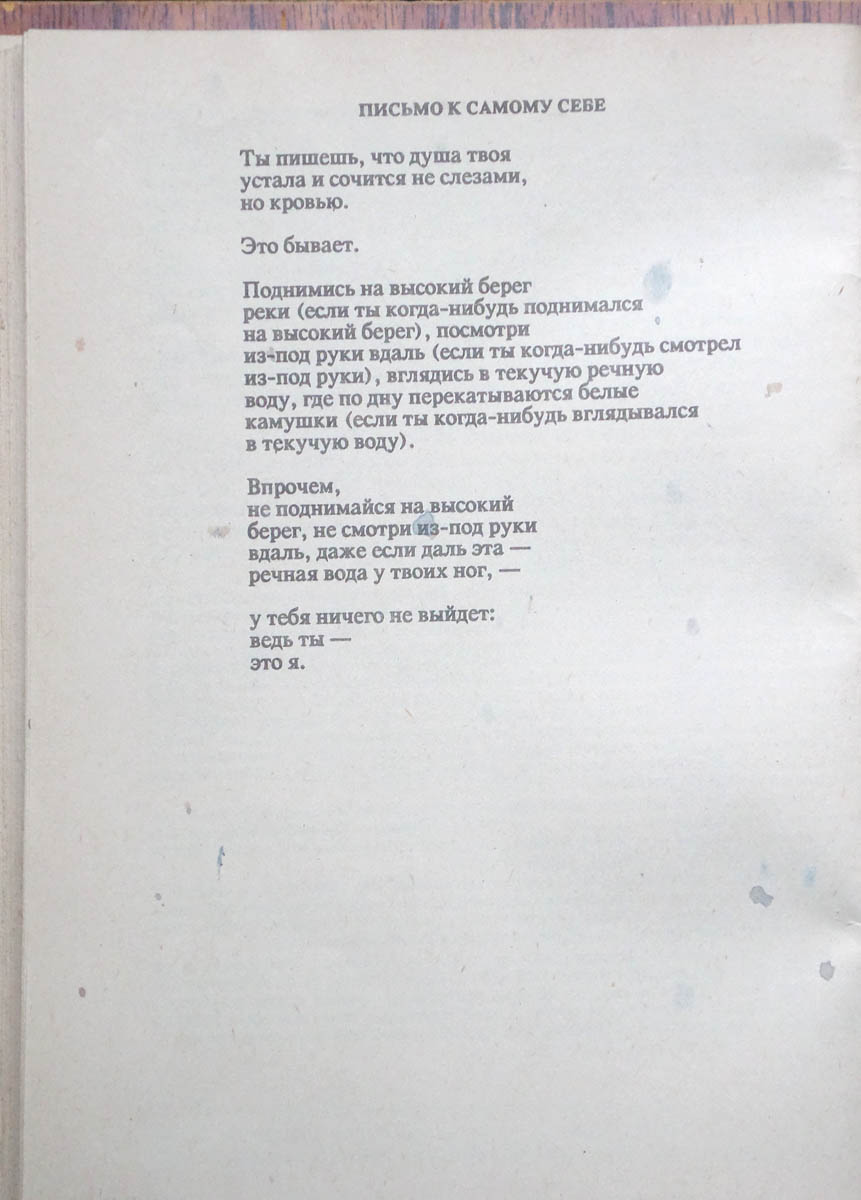 ПИСЬМО К САМОМУ СЕБЕ
Ты пишешь, что душа твоя
устала и сочится не слезами,
но кровью.
Это бывает.
Поднимись на высокий берег
реки (если ты когда-нибудь поднимался
на высокий берег), посмотри
из-под руки вдаль (если ты когда-нибудь смотрел
из-под руки), вглядись в текучую речную
воду, где по дну перекатываются белые
камушки (если ты когда-нибудь вглядывался
в текучую воду).
Впрочем,
не поднимайся на высокий
берег, не смотри из-под руки
вдаль, даже если даль эта —
речная вода у твоих ног, —
у тебя ничего не выйдет:
ведь ты —
это я.